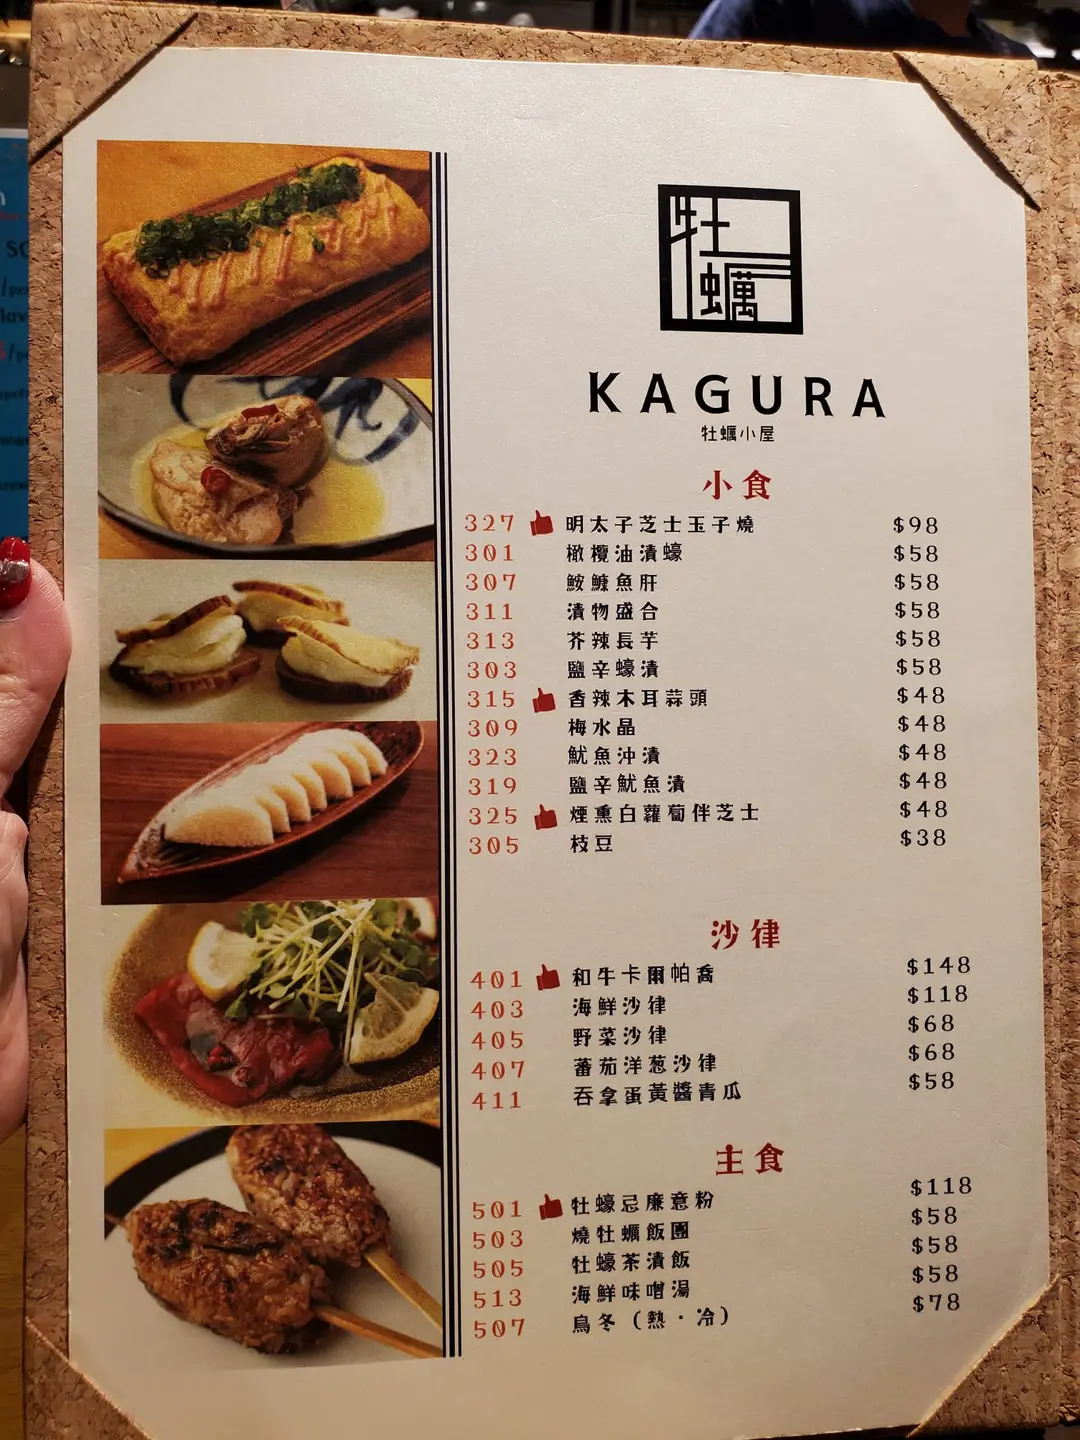 牡蠣
KAGURA
牡蠣小屋
小食
327 明太子芝士玉子燒 $98
301 橄欖油漬蠔 $58
307 鮟鱇魚肝 $58
311 漬物盛合 $58
313 芥辣長芋 $58
303 鹽辛蠔漬 $58
315 香辣木耳蒜頭 $48
309 梅水晶 $48
323 魷魚沖漬 $48
319 鹽辛魷魚漬 $48
325 煙熏白蘿蔔伴芝士 $48
305 枝豆 $38
沙律
401 和牛卡爾帕喬 $148
403 海鮮沙律 $118
405 野菜沙律 $68
407 蕃茄洋葱沙律 $68
411 吞拿蛋黃醬青瓜 $58
主食
501 牡蠔忌廉意粉 $118
503 燒牡蠣飯團 $58
505 牡蠔茶漬飯 $58
513 海鮮味噌湯 $58
507 烏冬（熱·冷） $78